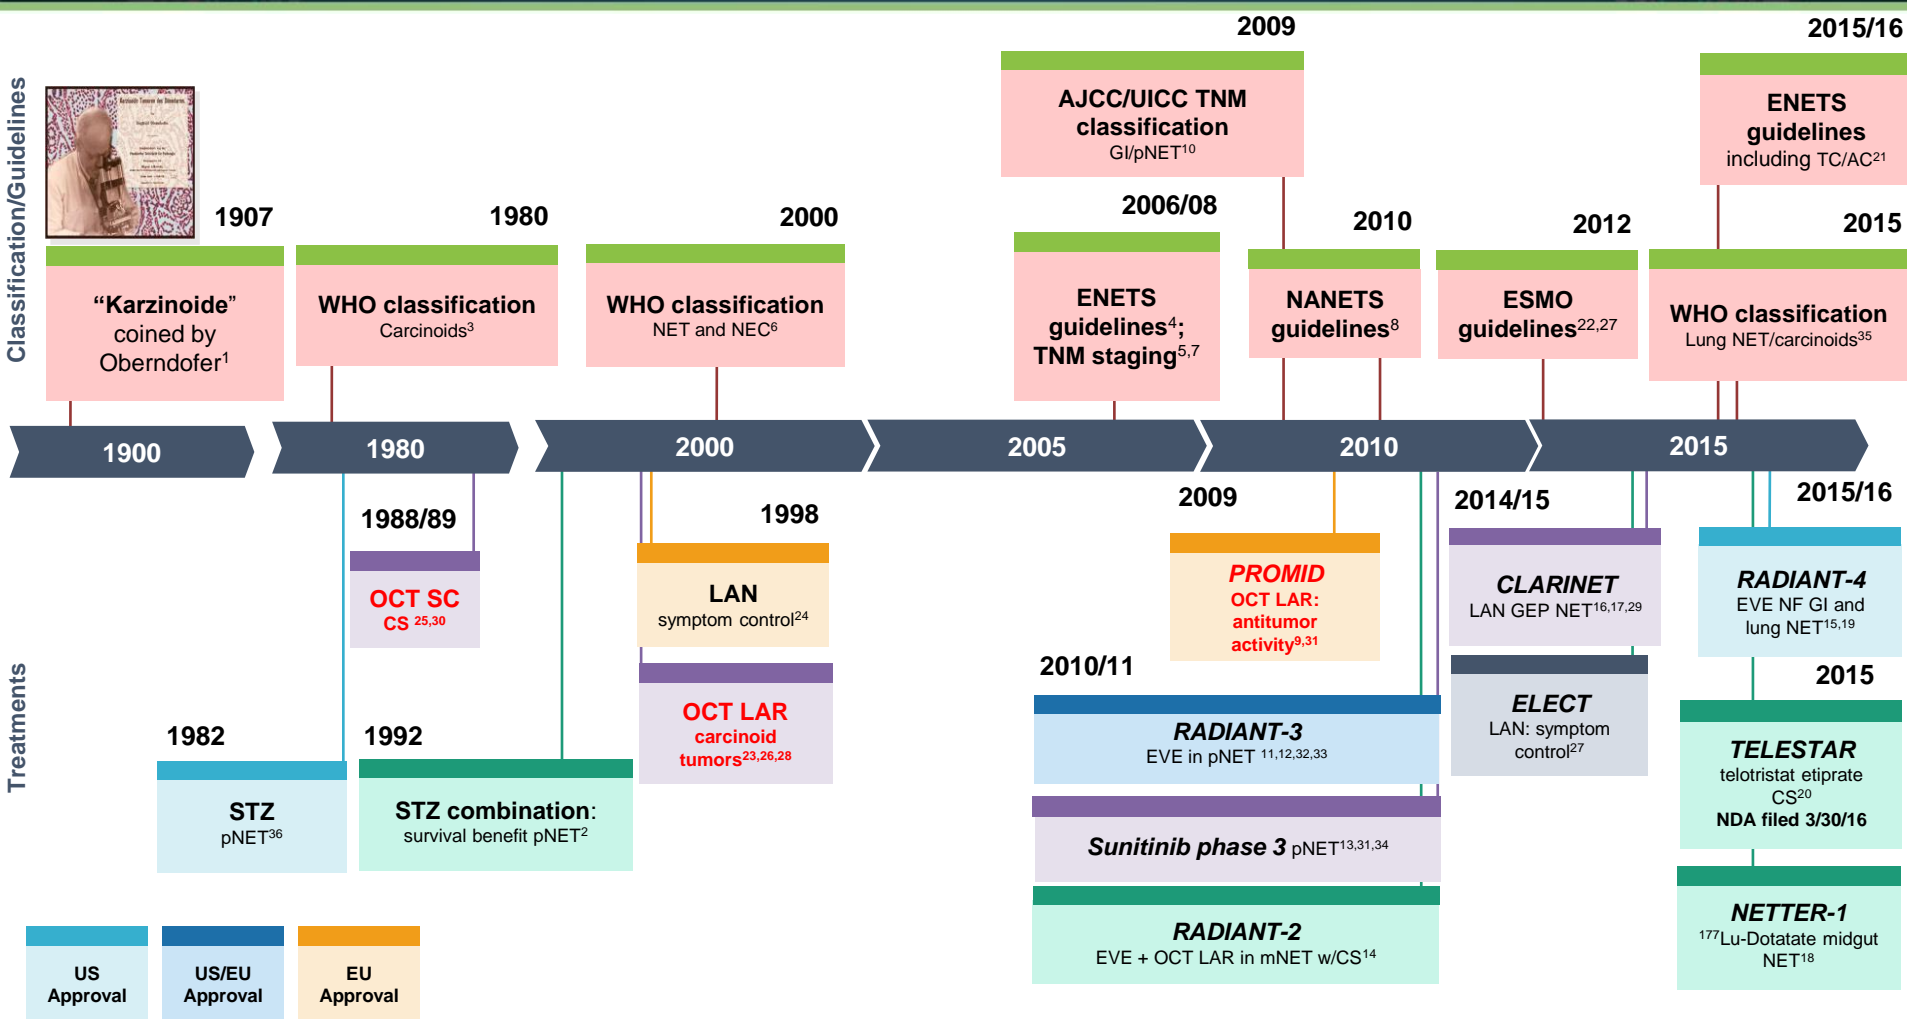 Classification/Guidelines
Treatments
1907
“Karzinoide”
coined by
Oberndofer1
1980
WHO classification
Carcinoids3
2000
WHO classification
NET and NEC6
2006/08
ENETS
guidelines4;
TNM staging5,7
2009
AJCC/UICC TNM
classification
GI/pNET10
2010
NANETS
guidelines8
2012
ESMO
guidelines22,27
2015/16
ENETS
guidelines
including TC/AC21
2015
WHO classification
Lung NET/carcinoids35
1900
1980
2000
2005
2010
2015
1982
STZ
pNET36
1988/89
OCT SC
CS 25,30
1992
STZ combination:
survival benefit pNET2
1998
LAN
symptom control24
OCT LAR
carcinoid
tumors23,26,28
2009
PROMID
OCT LAR:
antitumor
activity9,31
2010/11
RADIANT-3
EVE in pNET 11,12,32,33
Sunitinib phase 3 pNET13,31,34
RADIANT-2
EVE + OCT LAR in mNET w/CS14
2014/15
CLARINET
LAN GEP NET16,17,29
ELECT
LAN: symptom
control27
2015/16
RADIANT-4
EVE NF GI and
lung NET15,19
2015
TELESTAR
telotristat etiprate
CS20
NDA filed 3/30/16
NETTER-1
177Lu-Dotatate midgut
NET18
US
Approval
US/EU
Approval
EU
Approval